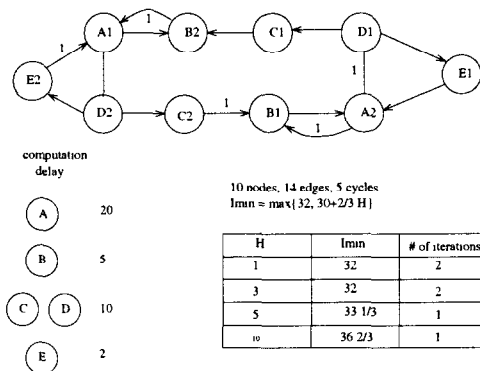 1
A1
B2
C1
D1
1
E2
1
E1
D2
C2
1
B1
A2
1
computation
delay
A 20
B 5
C D 10
E 2
10 nodes, 14 edges, 5 cycles
Imin = max{ 32, 30+2/3 H }
H Imin # of iterations
1 32 2
3 32 2
5 33 1/3 1
10 36 2/3 1